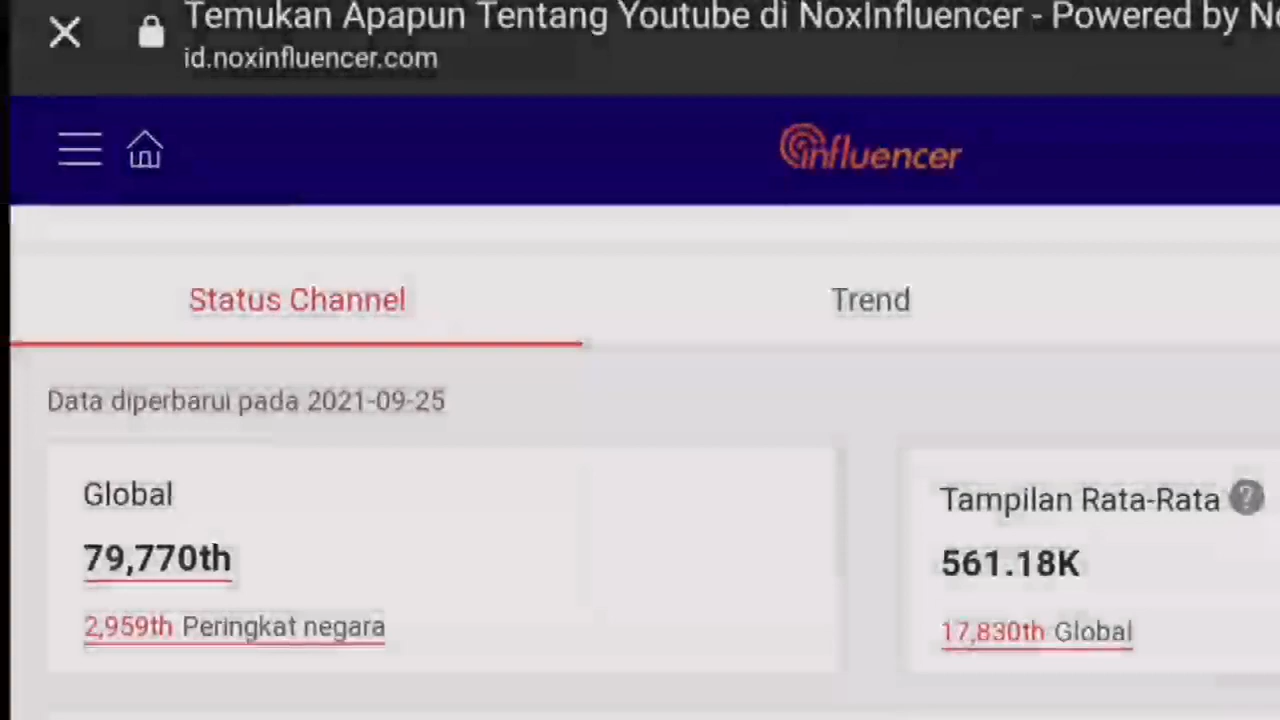 Temukan Apapun Tentang Youtube di NoxInfluencer - Powered by
id.noxinfluencer.com
influencer
Status Channel
Trend
Data diperbarui pada 2021-09-25
Global
79,770th
2,959th Peringkat negara
Tampilan Rata-Rata ?
561.18K
17,830th Global